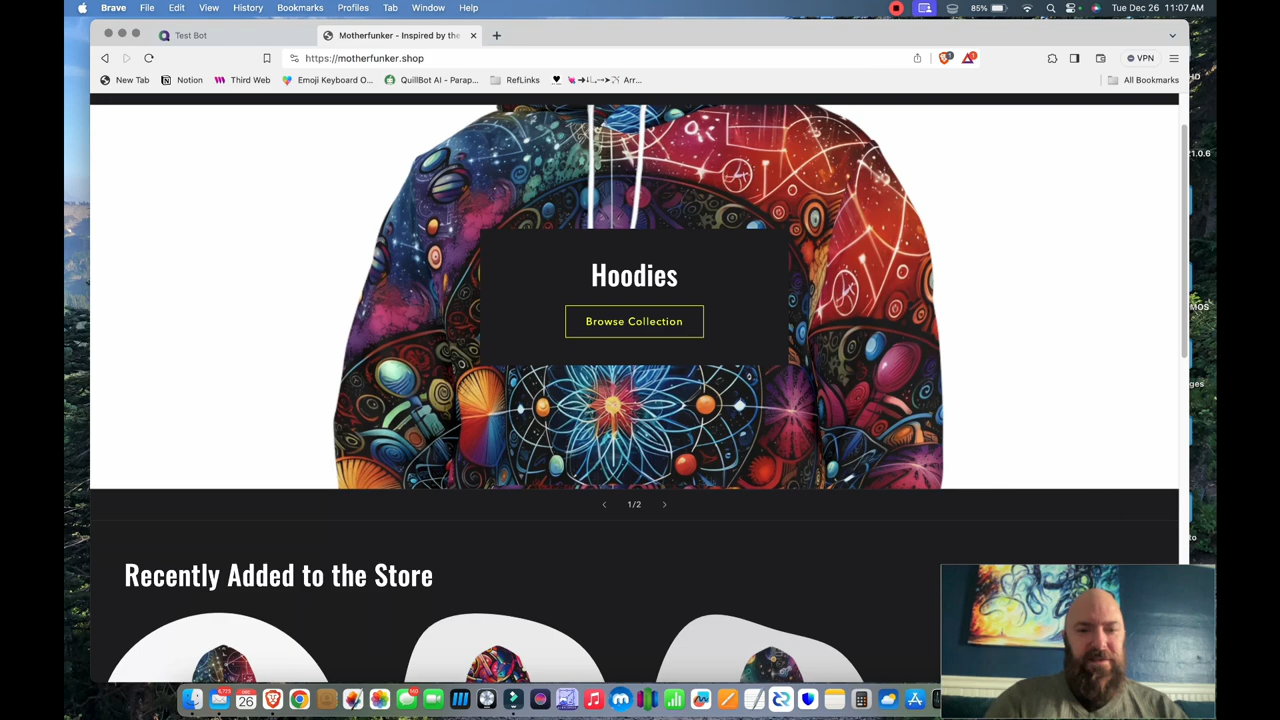 Brave File Edit View History Bookmarks Profiles Tab Window Help 85% Tue Dec 26 11:07 AM
Test Bot Motherfunker - Inspired by the
https://motherfunker.shop VPN
New Tab Notion Third Web Emoji Keyboard O... QuillBot AI - Parap... RefLinks Arr... All Bookmarks
Hoodies
Browse Collection
1/2
Recently Added to the Store